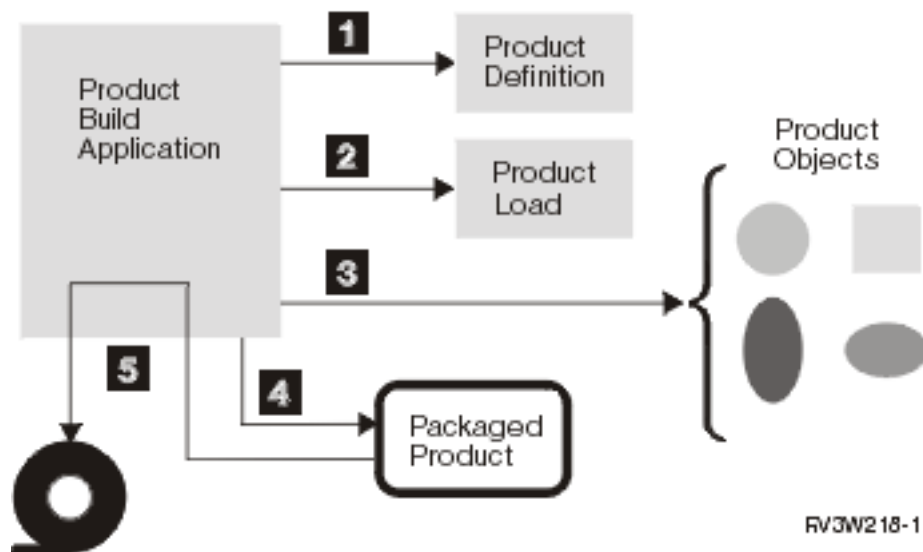 1
Product
Definition
Product
Build
Application
2
Product
Load
Product
Objects
3
5
4
Packaged
Product
RV3W218-1